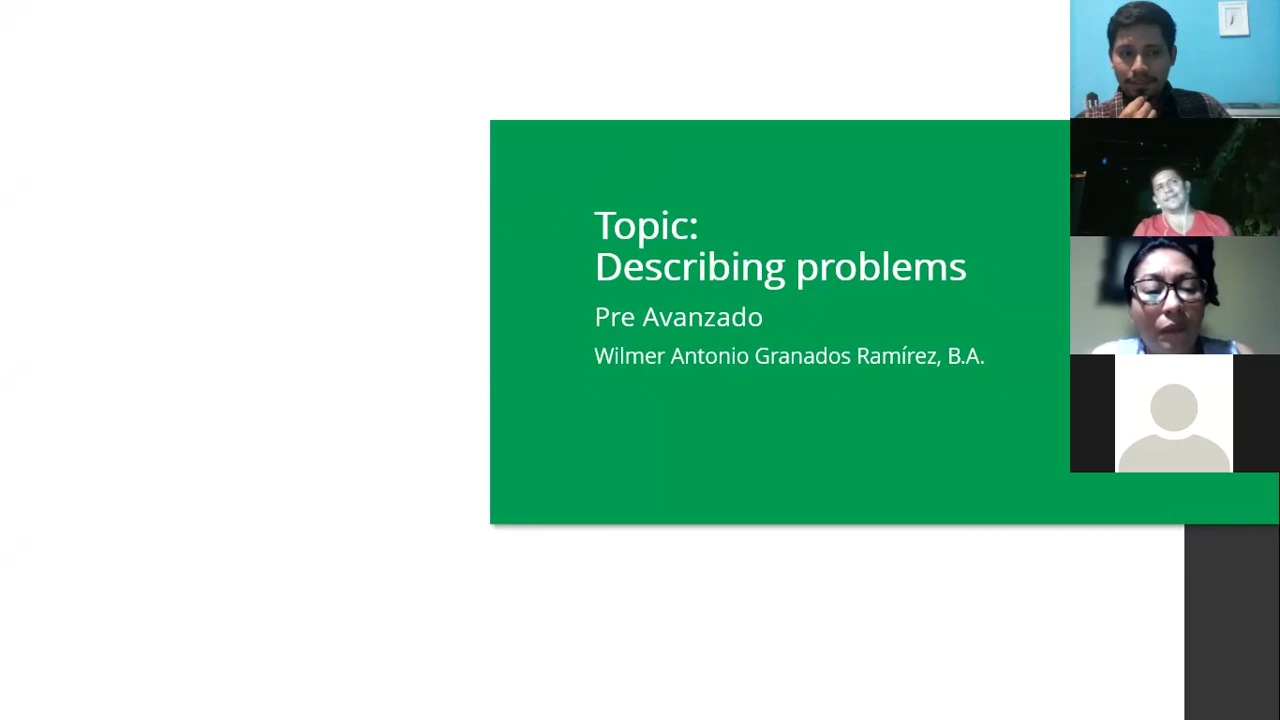 Topic:
Describing problems
Pre Avanzado
Wilmer Antonio Granados Ramírez, B.A.